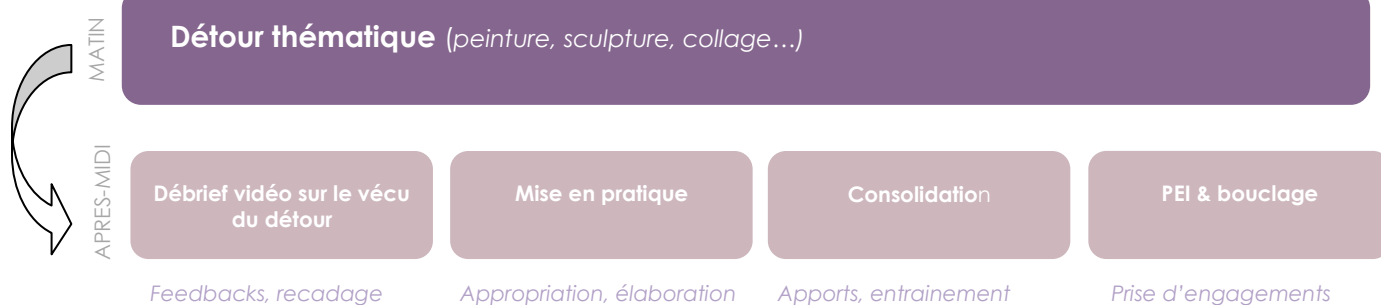 MATIN
Détour thématique (peinture, sculpture, collage…)
APRES-MIDI
Débrief vidéo sur le vécu
du détour
Mise en pratique
Consolidation
PEI & bouclage
Feedbacks, recadage
Appropriation, élaboration
Apports, entrainement
Prise d'engagements